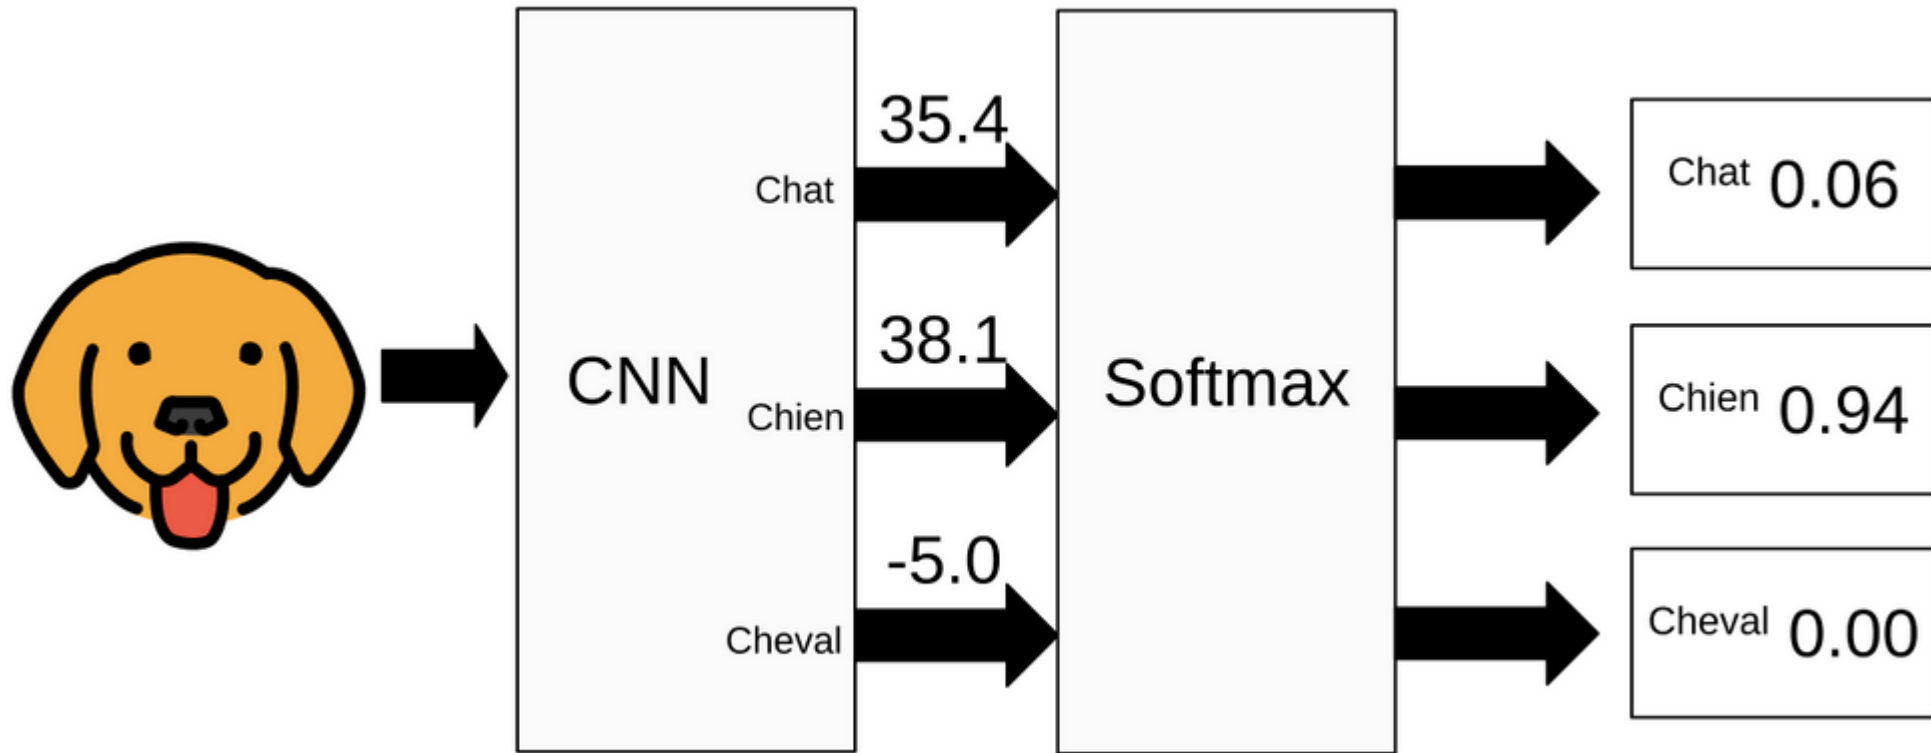 35.4
Chat
Chat 0.06
38.1
CNN
Chien
Softmax
Chien 0.94
-5.0
Cheval
Cheval 0.00